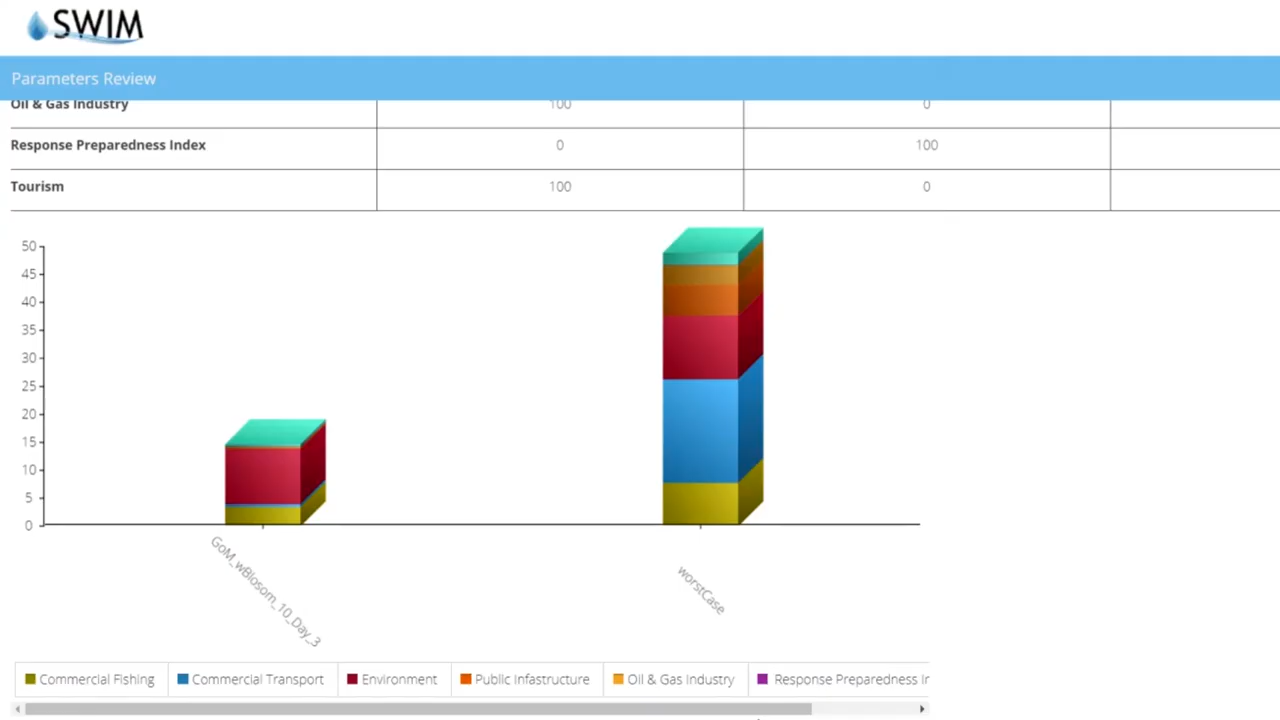 SWIM
Parameters Review
Oil & Gas Industry 100 0
Response Preparedness Index 0 100
Tourism 100 0
50
45
40
35
30
25
20
15
10
5
0
GoM_wBlosom_10_Day_3
worstCase
Commercial Fishing Commercial Transport Environment Public Infastructure Oil & Gas Industry Response Preparedness Ir